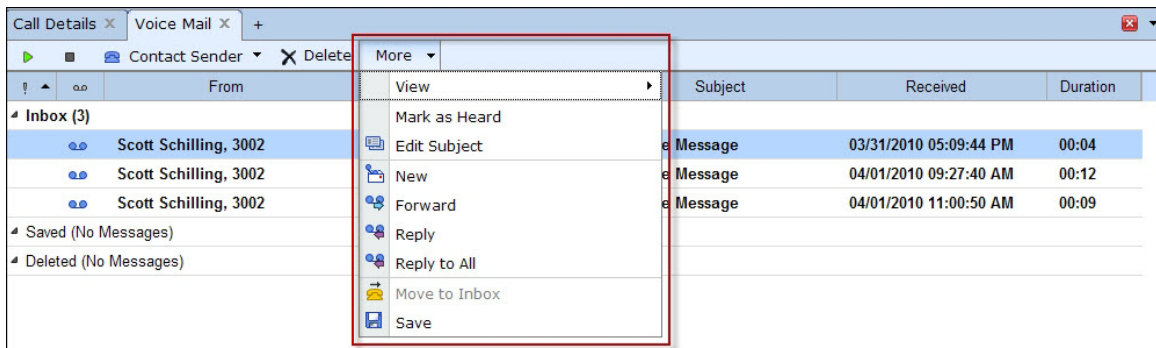 Call Details X Voice Mail X +
Contact Sender Delete More
! From Subject Received Duration
View
Inbox (3)
Mark as Heard
Scott Schilling, 3002 Edit Subject e Message 03/31/2010 05:09:44 PM 00:04
Scott Schilling, 3002 New e Message 04/01/2010 09:27:40 AM 00:12
Scott Schilling, 3002 Forward e Message 04/01/2010 11:00:50 AM 00:09
Saved (No Messages) Reply
Deleted (No Messages) Reply to All
Move to Inbox
Save